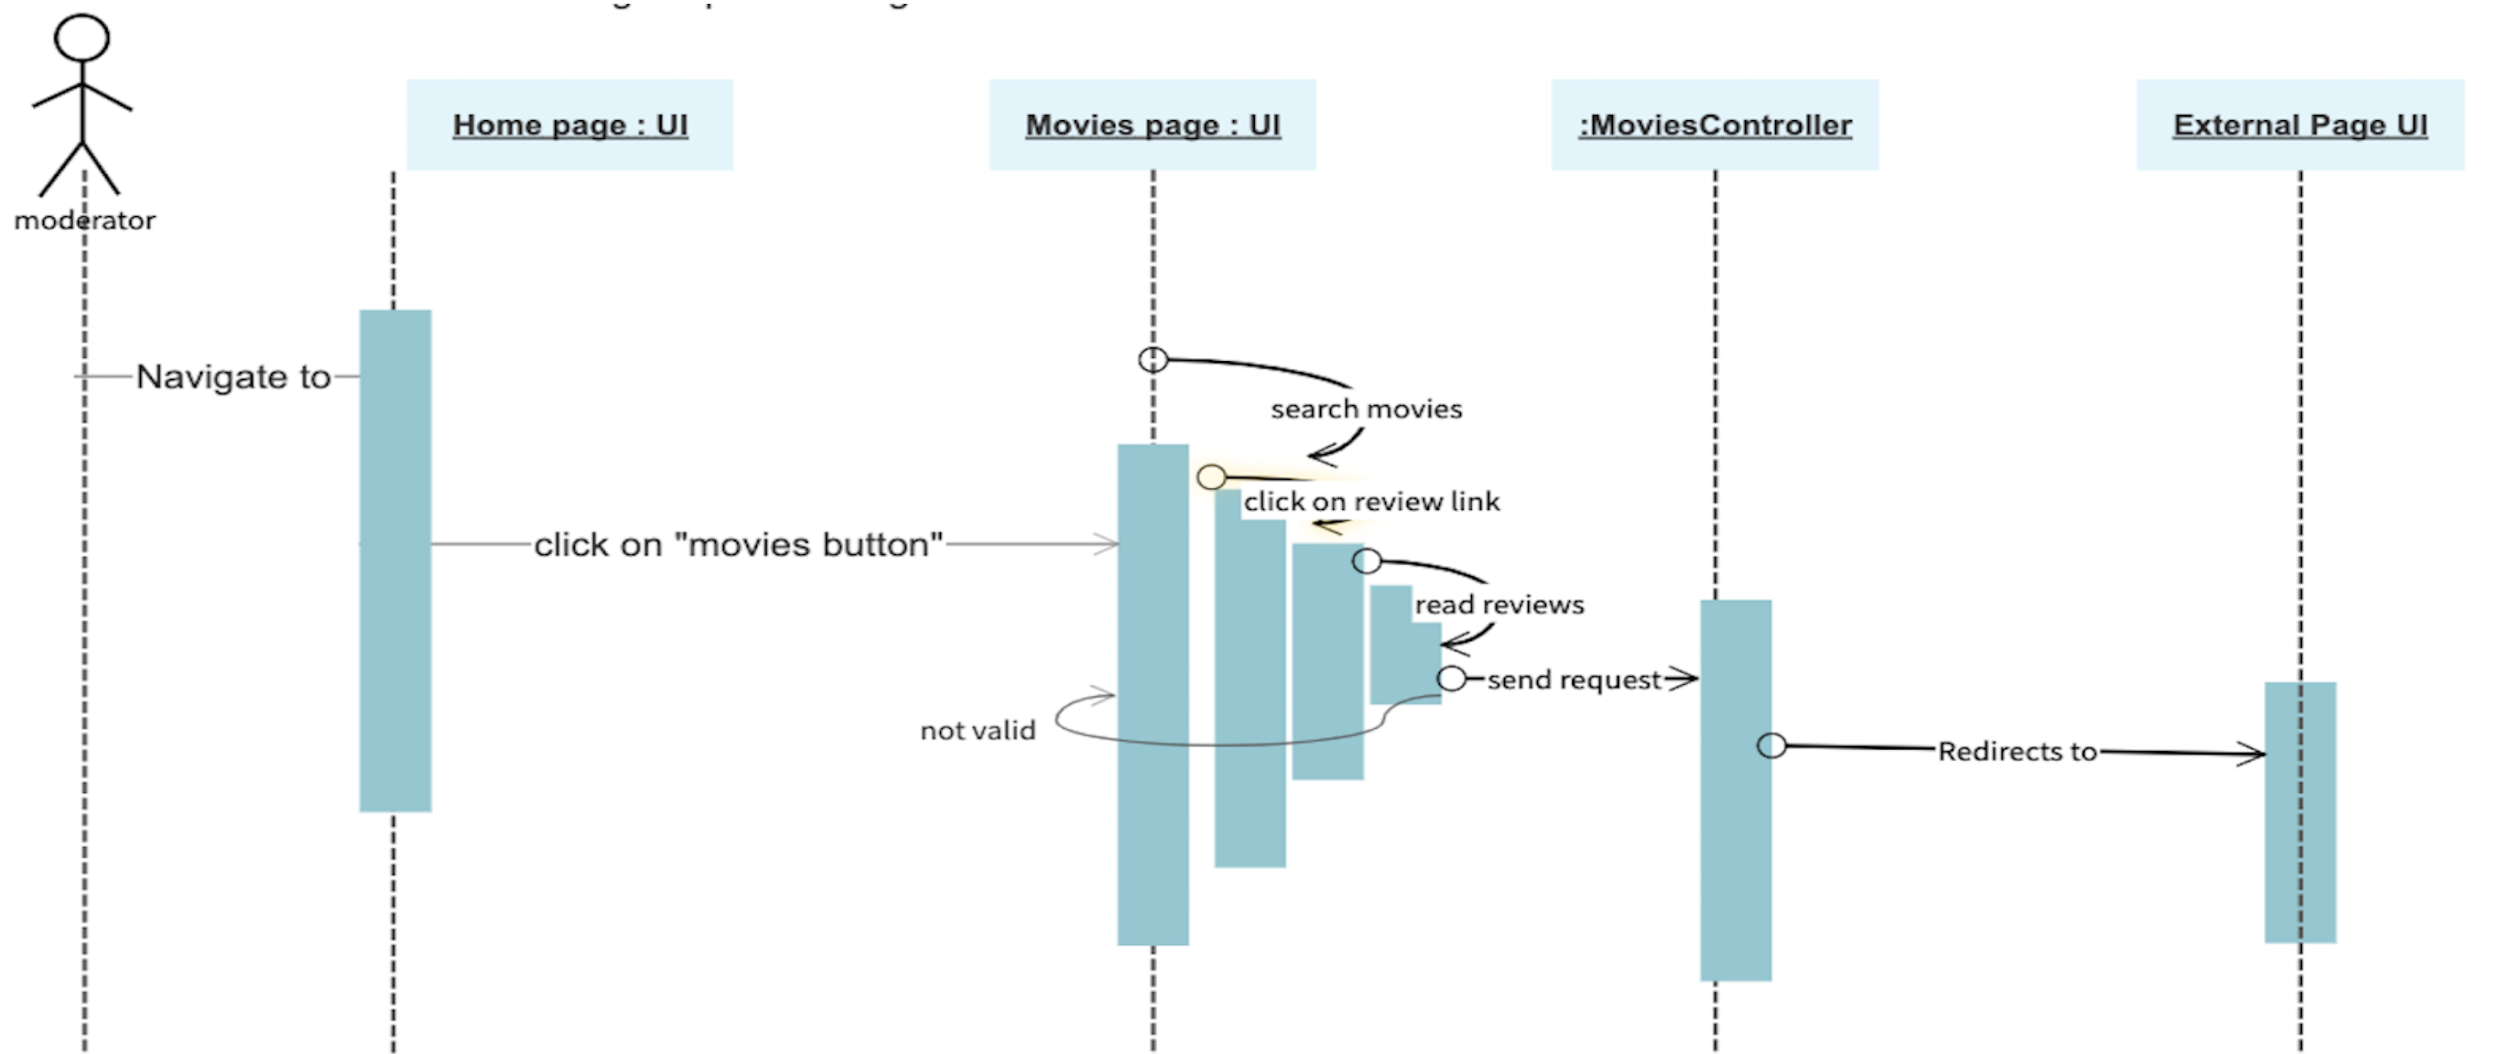 Home page : UI
Movies page : UI
:MoviesController
External Page UI
moderator
Navigate to
search movies
click on review link
click on "movies button"
read reviews
send request
not valid
Redirects to